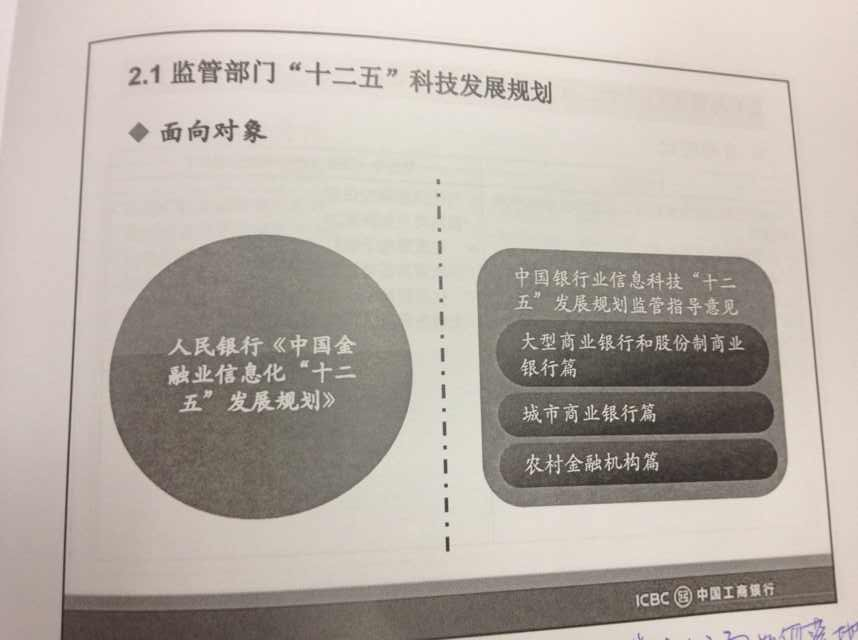 2.1 监管部门“十二五”科技发展规划
◆ 面向对象
人民银行《中国金
融业信息化“十二
五”发展规划》
中国银行业信息科技“十二
五”发展规划监管指导意见
大型商业银行和股份制商业
银行篇
城市商业银行篇
农村金融机构篇
ICBC 中国工商银行